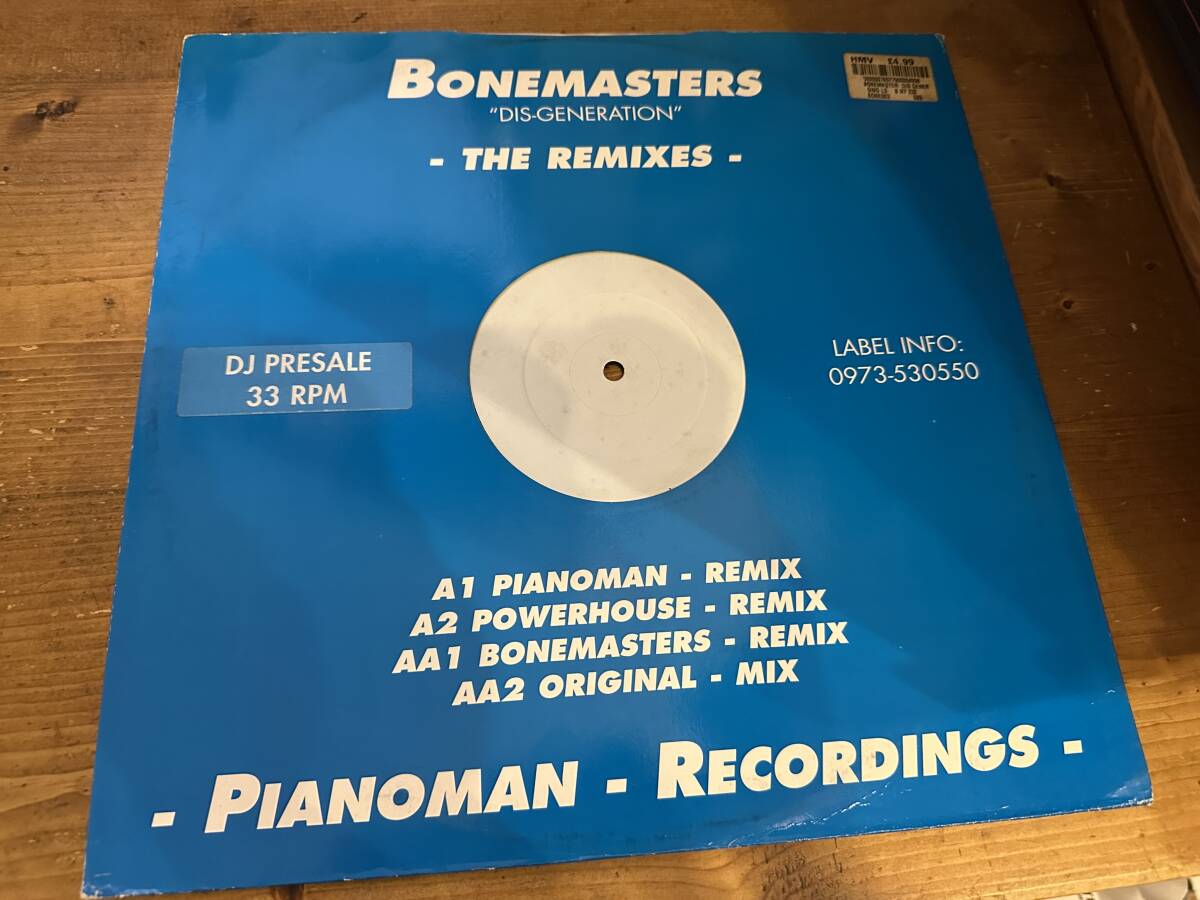 BONEMASTERS
HMV £4.99
"DIS-GENERATION"
- THE REMIXES -
DJ PRESALE
33 RPM
LABEL INFO:
0973-530550
A1 PIANOMAN - REMIX
A2 POWERHOUSE - REMIX
AA1 BONEMASTERS - REMIX
AA2 ORIGINAL - MIX
- PIANOMAN - RECORDINGS -